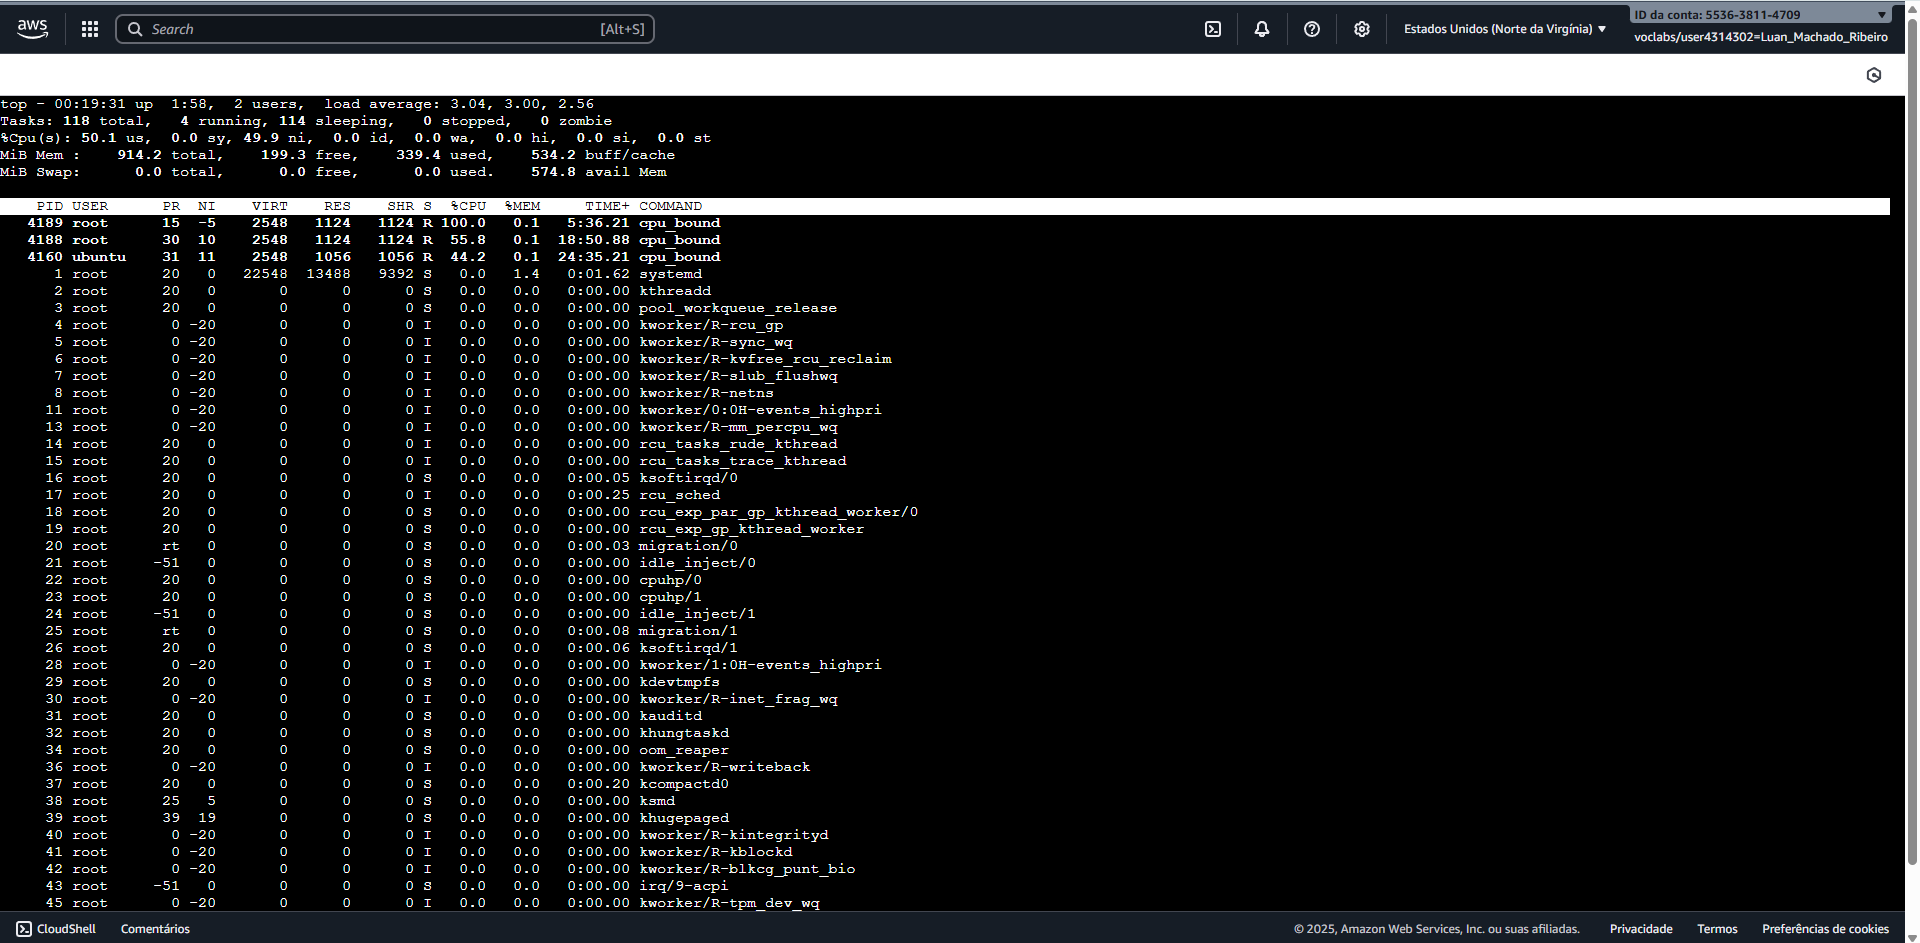 aws
Search [Alt+S]
Estados Unidos (Norte da Virgínia)
ID da conta: 5536-3811-4709
voclabs/user4314302=Luan_Machado_Ribeiro
top - 00:19:31 up  1:58,  2 users,  load average: 3.04, 3.00, 2.56
Tasks: 118 total,   4 running, 114 sleeping,   0 stopped,   0 zombie
%Cpu(s): 50.1 us,  0.0 sy, 49.9 ni,  0.0 id,  0.0 wa,  0.0 hi,  0.0 si,  0.0 st
MiB Mem :    914.2 total,    199.3 free,    339.4 used,    534.2 buff/cache
MiB Swap:      0.0 total,      0.0 free,      0.0 used.    574.8 avail Mem
PID USER PR NI VIRT RES SHR S %CPU %MEM TIME+ COMMAND
4189 root 15 -5 2548 1124 1124 R 100.0 0.1 5:36.21 cpu_bound
4188 root 30 10 2548 1124 1124 R 55.8 0.1 18:50.88 cpu_bound
4160 ubuntu 31 11 2548 1056 1056 R 44.2 0.1 24:35.21 cpu_bound
1 root 20 0 22548 13488 9392 S 0.0 1.4 0:01.62 systemd
2 root 20 0 0 0 0 S 0.0 0.0 0:00.00 kthreadd
3 root 20 0 0 0 0 S 0.0 0.0 0:00.00 pool_workqueue_release
4 root 0 -20 0 0 0 I 0.0 0.0 0:00.00 kworker/R-rcu_gp
5 root 0 -20 0 0 0 I 0.0 0.0 0:00.00 kworker/R-sync_wq
6 root 0 -20 0 0 0 I 0.0 0.0 0:00.00 kworker/R-kvfree_rcu_reclaim
7 root 0 -20 0 0 0 I 0.0 0.0 0:00.00 kworker/R-slub_flushwq
8 root 0 -20 0 0 0 I 0.0 0.0 0:00.00 kworker/R-netns
11 root 0 -20 0 0 0 I 0.0 0.0 0:00.00 kworker/0:0H-events_highpri
13 root 0 -20 0 0 0 I 0.0 0.0 0:00.00 kworker/R-mm_percpu_wq
14 root 20 0 0 0 0 I 0.0 0.0 0:00.00 rcu_tasks_rude_kthread
15 root 20 0 0 0 0 I 0.0 0.0 0:00.00 rcu_tasks_trace_kthread
16 root 20 0 0 0 0 S 0.0 0.0 0:00.05 ksoftirqd/0
17 root 20 0 0 0 0 I 0.0 0.0 0:00.25 rcu_sched
18 root 20 0 0 0 0 S 0.0 0.0 0:00.00 rcu_exp_par_gp_kthread_worker/0
19 root 20 0 0 0 0 S 0.0 0.0 0:00.00 rcu_exp_gp_kthread_worker
20 root rt 0 0 0 0 S 0.0 0.0 0:00.03 migration/0
21 root -51 0 0 0 0 S 0.0 0.0 0:00.00 idle_inject/0
22 root 20 0 0 0 0 S 0.0 0.0 0:00.00 cpuhp/0
23 root 20 0 0 0 0 S 0.0 0.0 0:00.00 cpuhp/1
24 root -51 0 0 0 0 S 0.0 0.0 0:00.00 idle_inject/1
25 root rt 0 0 0 0 S 0.0 0.0 0:00.08 migration/1
26 root 20 0 0 0 0 S 0.0 0.0 0:00.06 ksoftirqd/1
28 root 0 -20 0 0 0 I 0.0 0.0 0:00.00 kworker/1:0H-events_highpri
29 root 20 0 0 0 0 S 0.0 0.0 0:00.00 kdevtmpfs
30 root 0 -20 0 0 0 I 0.0 0.0 0:00.00 kworker/R-inet_frag_wq
31 root 20 0 0 0 0 S 0.0 0.0 0:00.00 kauditd
32 root 20 0 0 0 0 S 0.0 0.0 0:00.00 khungtaskd
34 root 20 0 0 0 0 S 0.0 0.0 0:00.00 oom_reaper
36 root 0 -20 0 0 0 I 0.0 0.0 0:00.00 kworker/R-writeback
37 root 20 0 0 0 0 S 0.0 0.0 0:00.20 kcompactd0
38 root 25 5 0 0 0 S 0.0 0.0 0:00.00 ksmd
39 root 39 19 0 0 0 S 0.0 0.0 0:00.00 khugepaged
40 root 0 -20 0 0 0 I 0.0 0.0 0:00.00 kworker/R-kintegrityd
41 root 0 -20 0 0 0 I 0.0 0.0 0:00.00 kworker/R-kblockd
42 root 0 -20 0 0 0 I 0.0 0.0 0:00.00 kworker/R-blkcg_punt_bio
43 root -51 0 0 0 0 S 0.0 0.0 0:00.00 irq/9-acpi
45 root 0 -20 0 0 0 I 0.0 0.0 0:00.00 kworker/R-tpm_dev_wq
CloudShell Comentários © 2025, Amazon Web Services, Inc. ou suas afiliadas. Privacidade Termos Preferências de cookies